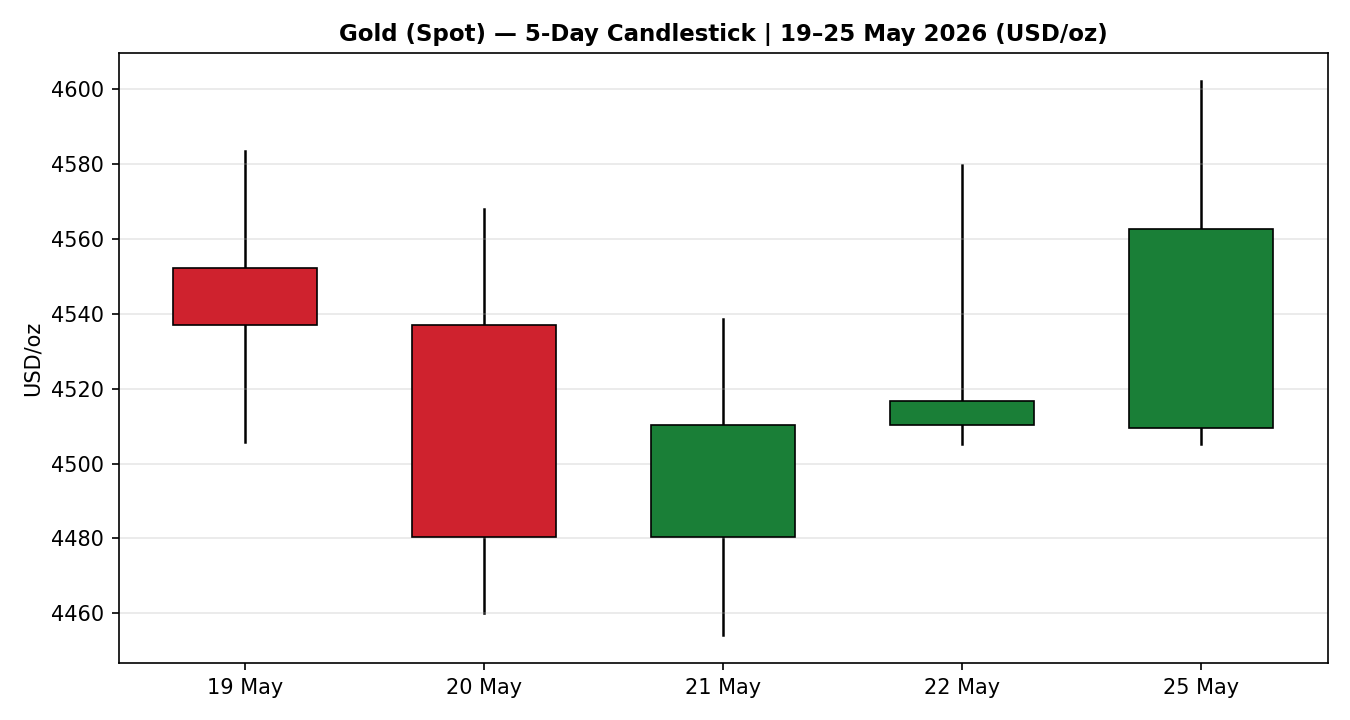 Gold (Spot) — 5-Day Candlestick | 19–25 May 2026 (USD/oz)
USD/oz
4600
4580
4560
4540
4520
4500
4480
4460
19 May 20 May 21 May 22 May 25 May